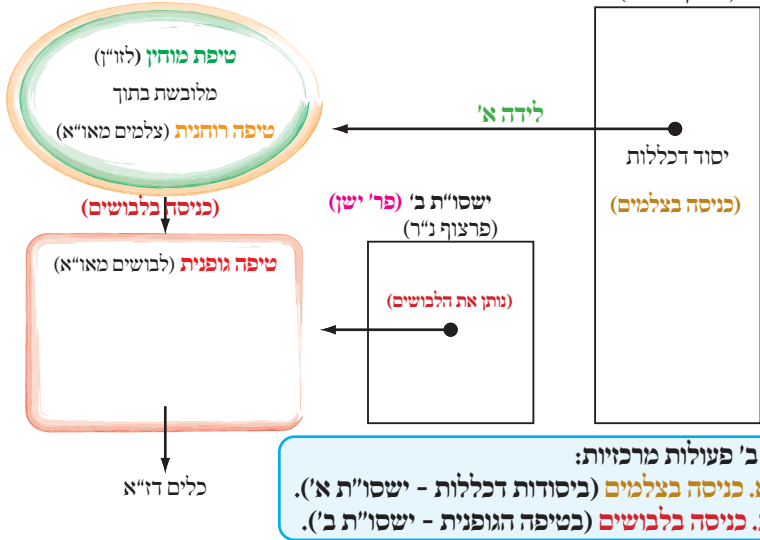 טיפת מוחין (לזו״ן)
מלובשת בתוך
טיפה רוחנית (צלמים מאו״א)
לידה א׳
יסוד דכללות
(כניסה בצלמים)
(כניסה בלבושים)
ישסו״ת ב׳ (פר׳ ישן)
(פרצוף נ״ר)
(נותן את הלבושים)
טיפה גופנית (לבושים מאו״א)
כלים דז״א
ב׳ פעולות מרכזיות:
א. כניסה בצלמים (ביסודות דכללות - ישסו״ת א׳).
ב. כניסה בלבושים (בטיפה הגופנית - ישסו״ת ב׳).